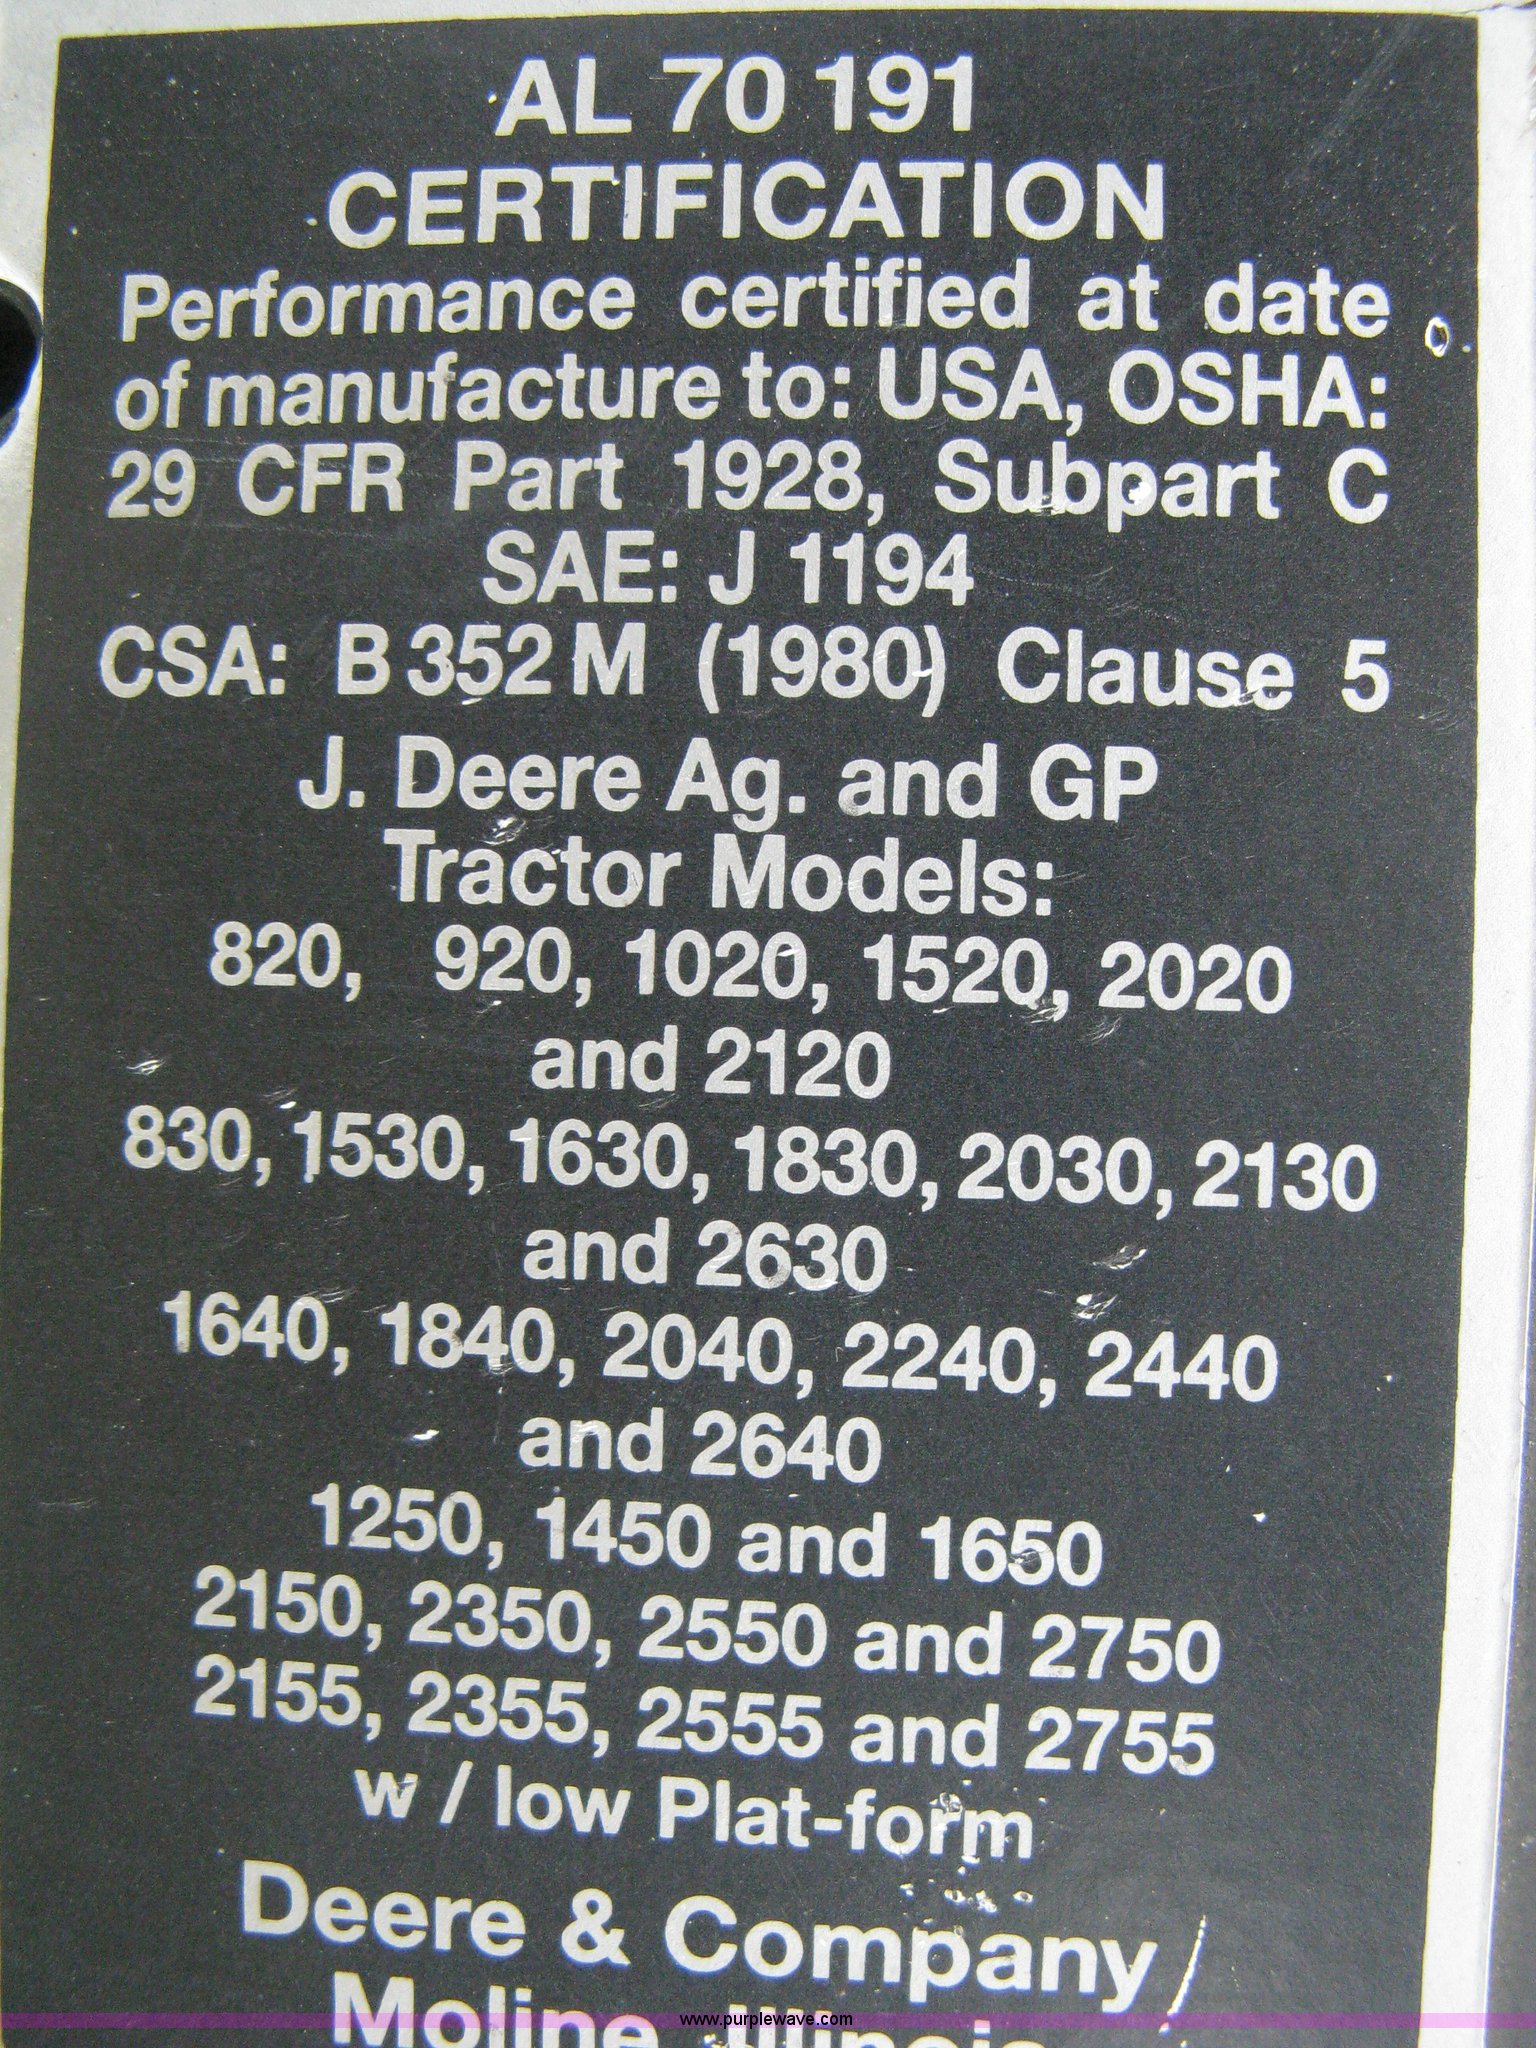 AL 70 191
CERTIFICATION
Performance certified at date
of manufacture to: USA, OSHA:
29 CFR Part 1928, Subpart C
SAE: J 1194
CSA: B 352 M (1980) Clause 5
J. Deere Ag. and GP
Tractor Models:
820, 920, 1020, 1520, 2020
and 2120
830, 1530, 1630, 1830, 2030, 2130
and 2630
1640, 1840, 2040, 2240, 2440
and 2640
1250, 1450 and 1650
2150, 2350, 2550 and 2750
2155, 2355, 2555 and 2755
w / low Plat-form
Deere & Company
Moline, Illinois
www.purplewave.com